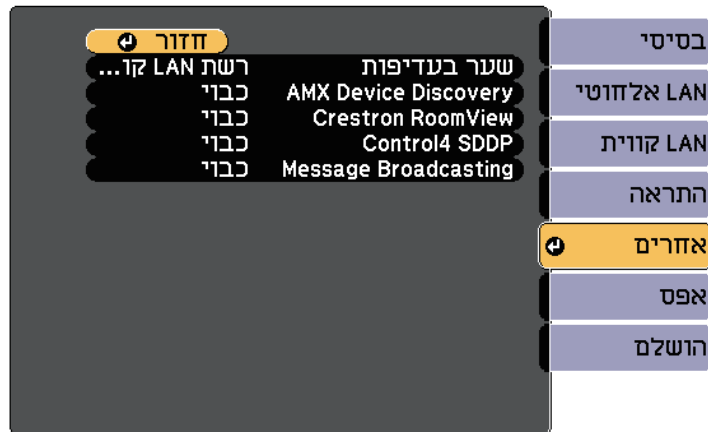 בסיסי
LAN אלחוטי
LAN קווית
התראה
אחרים
אפס
הושלם
חזור
שער בעדיפות רשת LAN קו...
AMX Device Discovery כבוי
Crestron RoomView כבוי
Control4 SDDP כבוי
Message Broadcasting כבוי